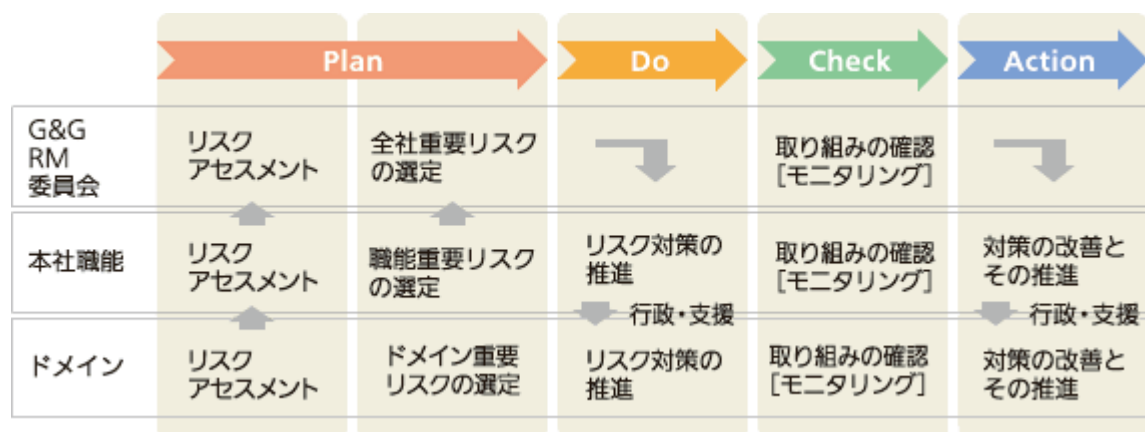 Plan
Do
Check
Action
G&G
RM
委員会
リスク
アセスメント
全社重要リスク
の選定
取り組みの確認
[モニタリング]
本社職能
リスク
アセスメント
職能重要リスク
の選定
リスク対策の
推進
取り組みの確認
[モニタリング]
対策の改善と
その推進
行政・支援
行政・支援
ドメイン
リスク
アセスメント
ドメイン重要
リスクの選定
リスク対策の
推進
取り組みの確認
[モニタリング]
対策の改善と
その推進